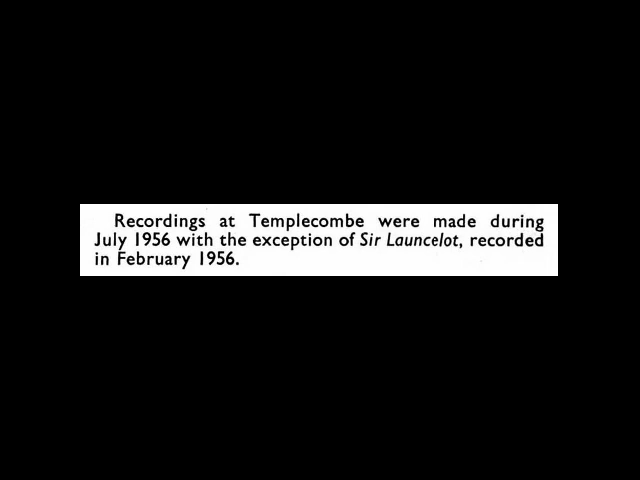 Recordings at Templecombe were made during
July 1956 with the exception of Sir Launcelot, recorded
in February 1956.